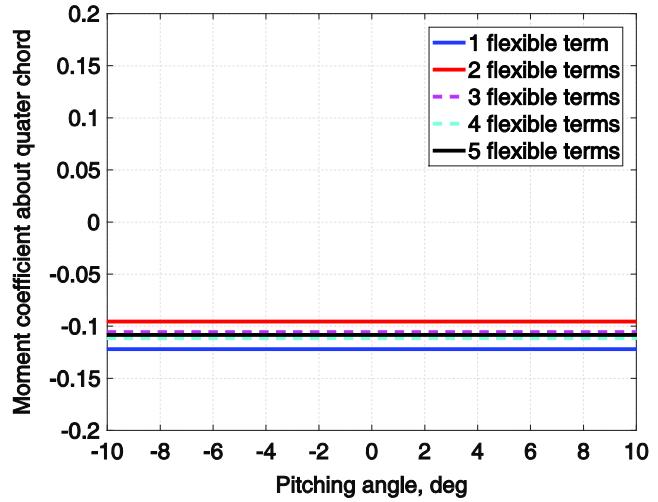 0.2
0.15
0.1
0.05
0
-0.05
-0.1
-0.15
-0.2
Moment coefficient about quater chord
1 flexible term
2 flexible terms
3 flexible terms
4 flexible terms
5 flexible terms
-10 -8 -6 -4 -2 0 2 4 6 8 10
Pitching angle, deg